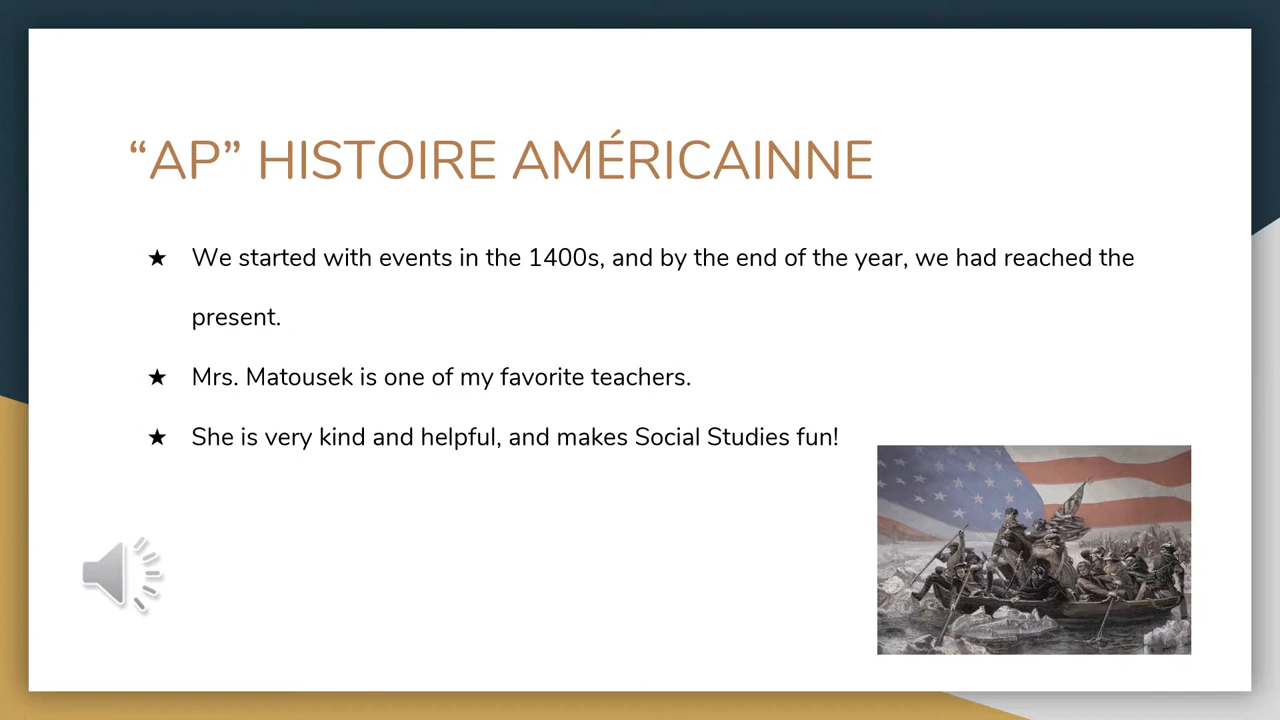 “AP” HISTOIRE AMÉRICAINNE
★ We started with events in the 1400s, and by the end of the year, we had reached the
present.
★ Mrs. Matousek is one of my favorite teachers.
★ She is very kind and helpful, and makes Social Studies fun!